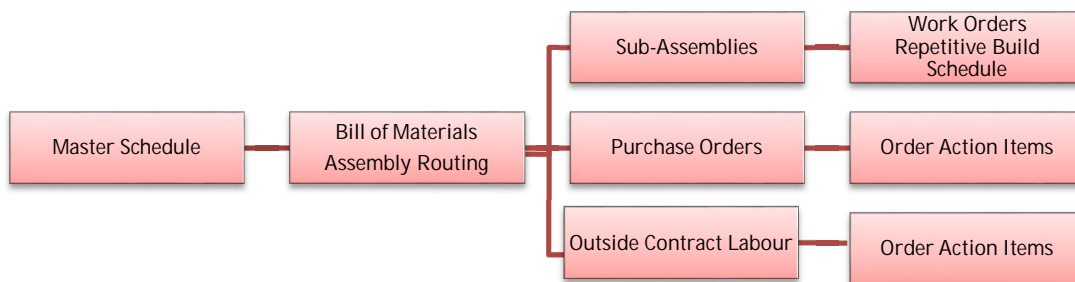 Master Schedule
Bill of Materials
Assembly Routing
Sub-Assemblies
Work Orders
Repetitive Build
Schedule
Purchase Orders
Order Action Items
Outside Contract Labour
Order Action Items